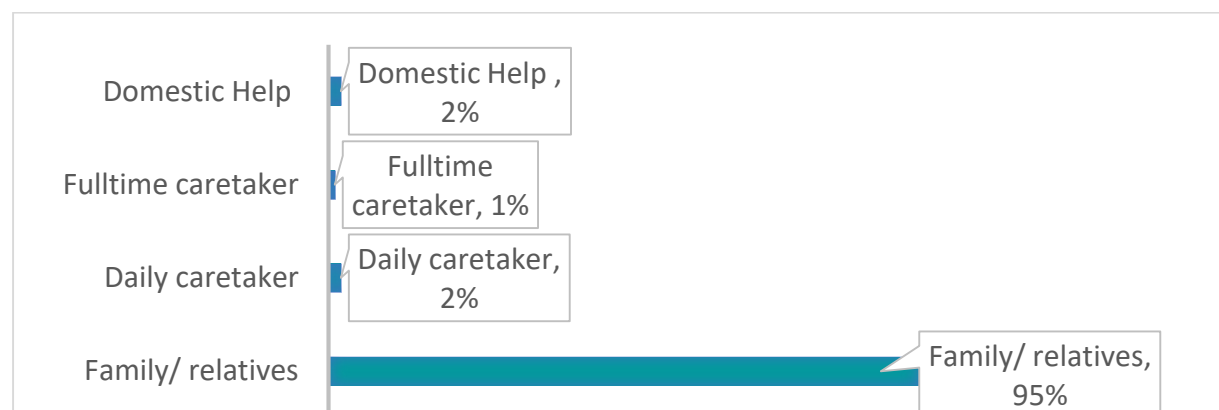 Domestic Help
Domestic Help ,
2%
Fulltime caretaker
Fulltime
caretaker, 1%
Daily caretaker
Daily caretaker,
2%
Family/ relatives
Family/ relatives,
95%